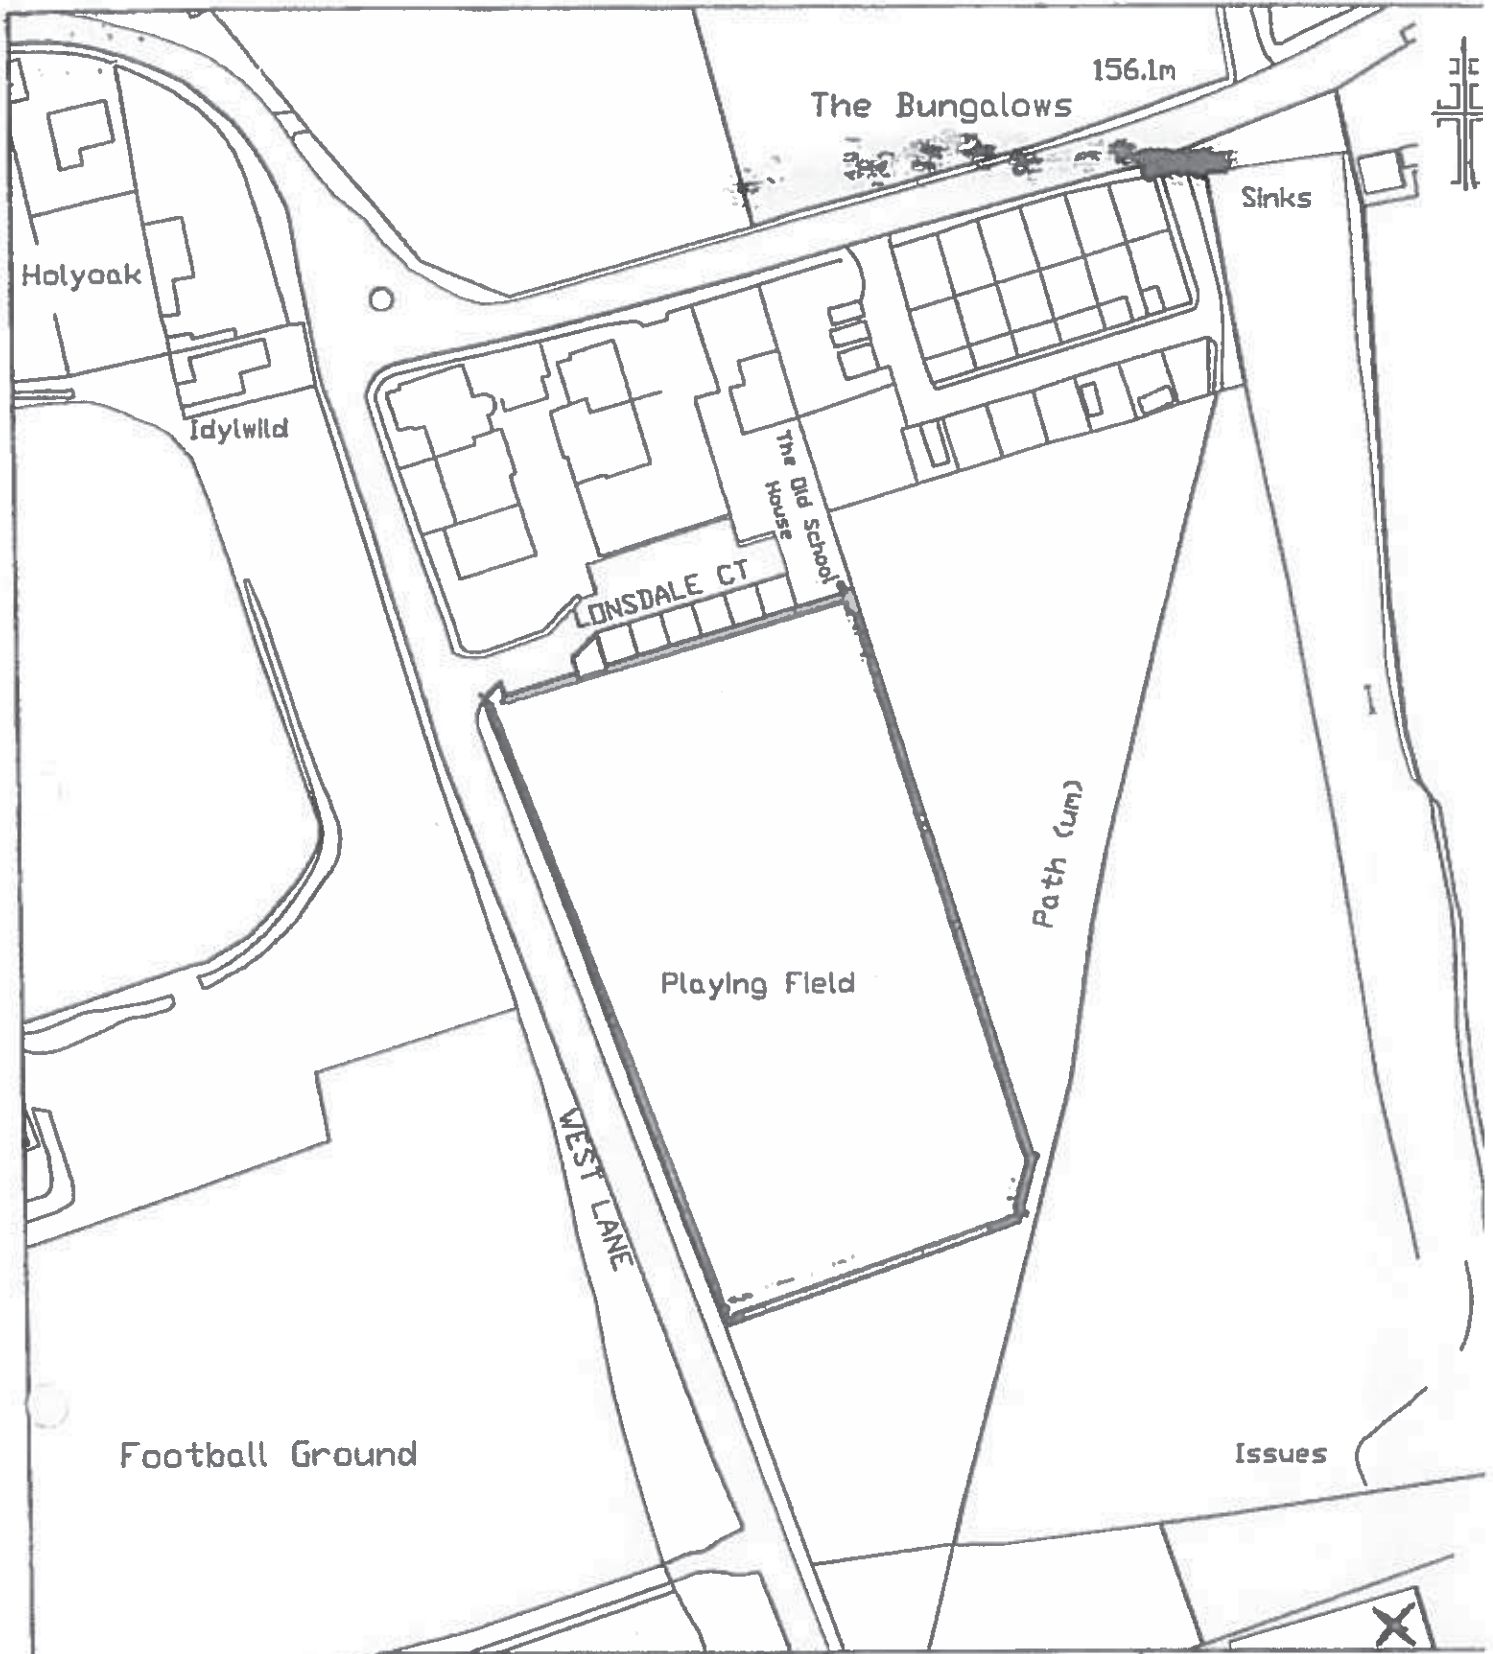 156.1m
The Bungalows
Sinks
Holyoak
Idylwild
The Old School
House
LONSDALE CT
Path (um)
Playing Field
WEST LANE
Football Ground
Issues